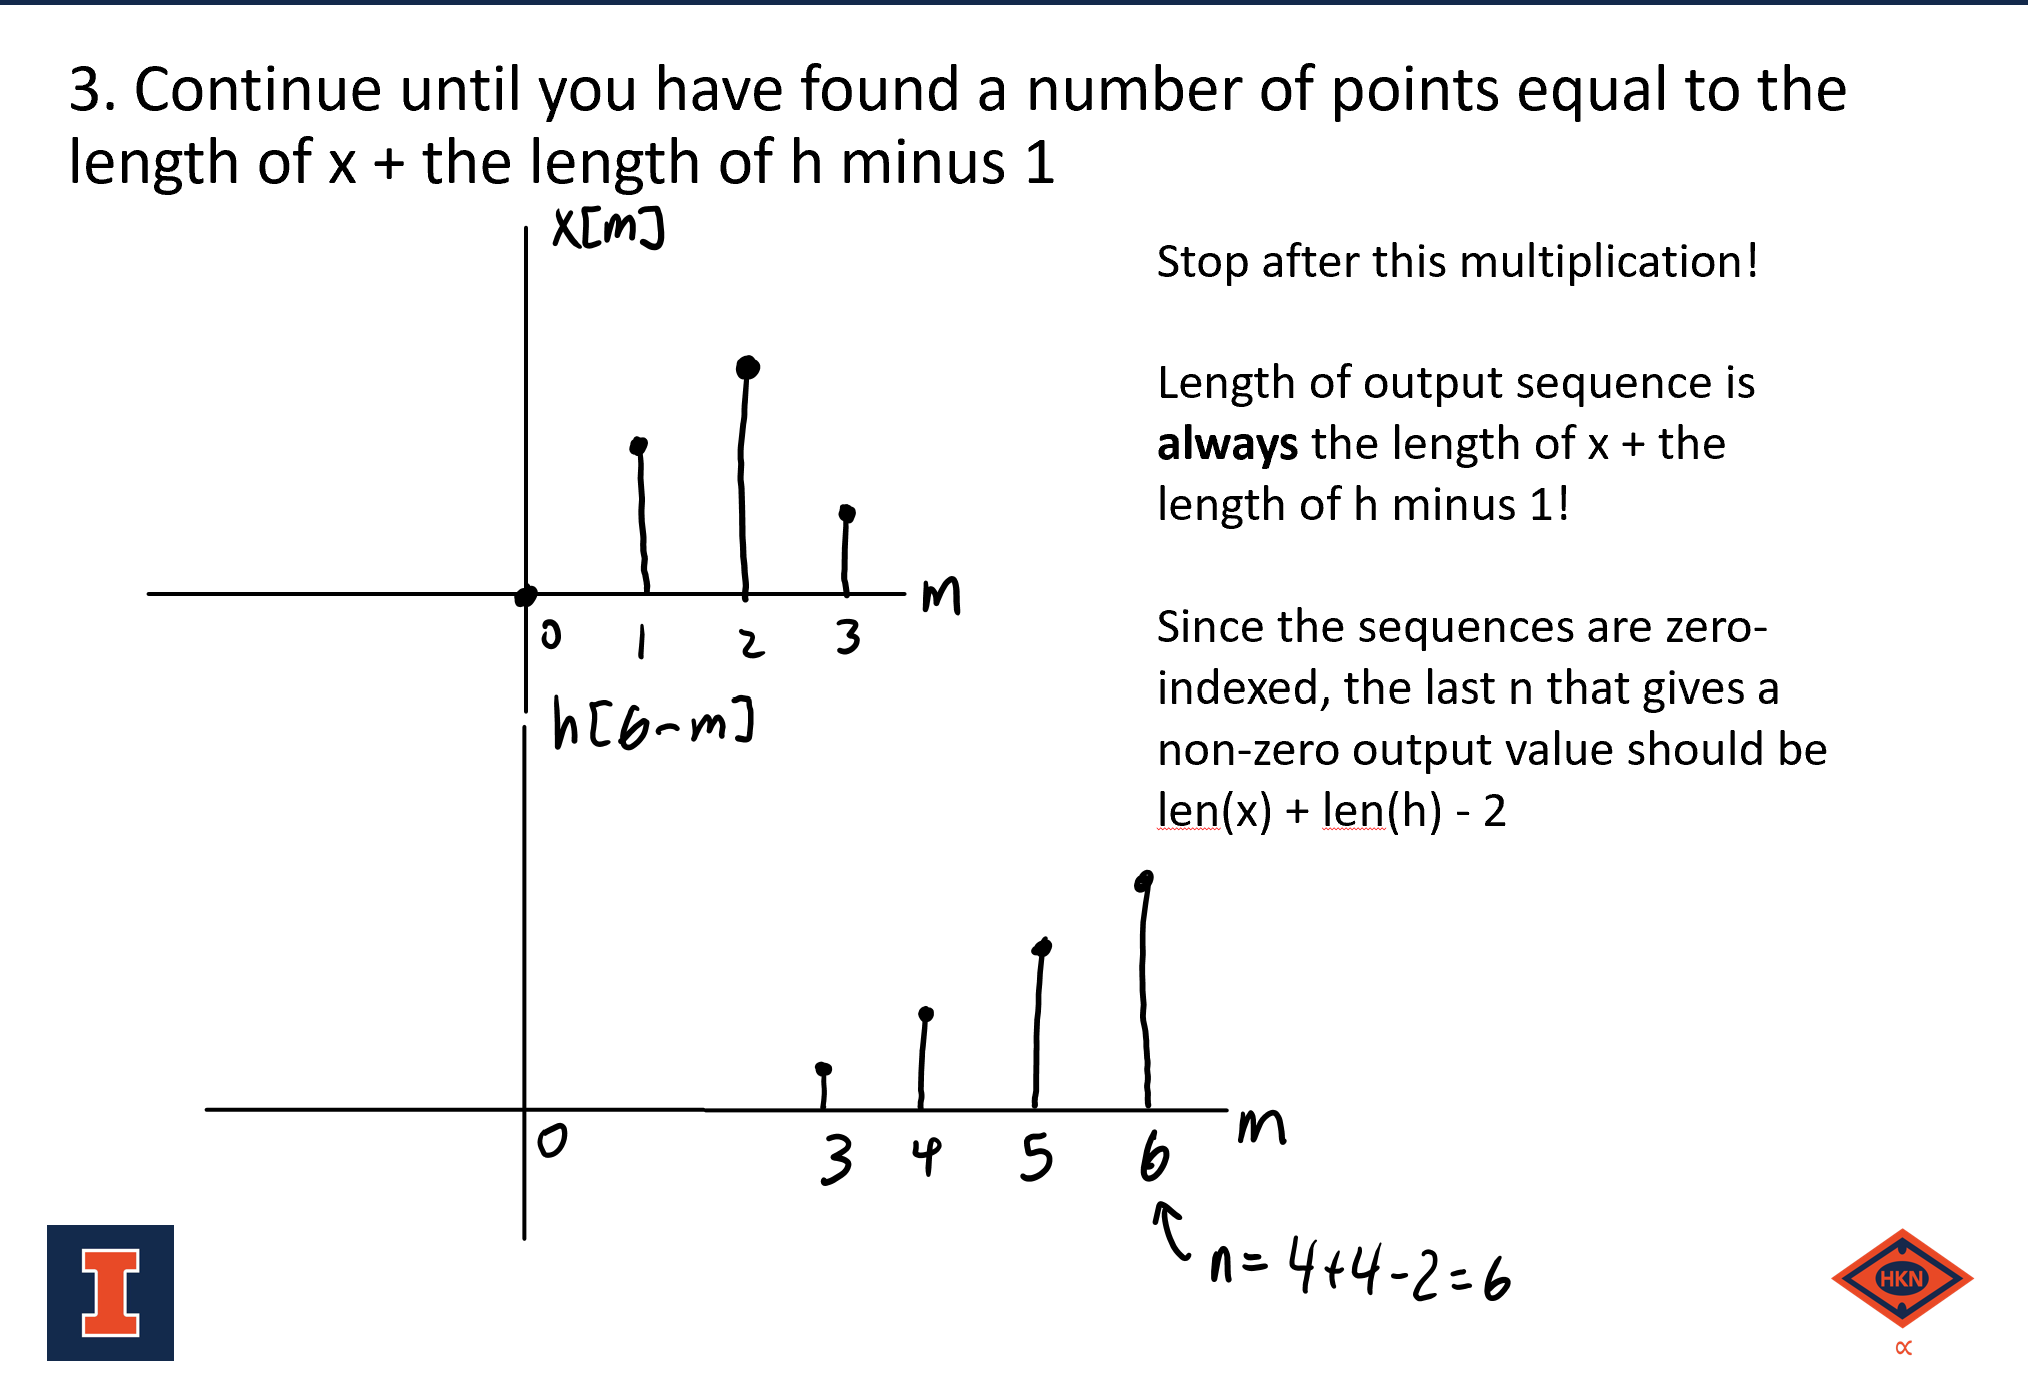 3. Continue until you have found a number of points equal to the
length of x + the length of h minus 1
x[m]
Stop after this multiplication!
Length of output sequence is
always the length of x + the
length of h minus 1!
Since the sequences are zero-
indexed, the last n that gives a
non-zero output value should be
len(x) + len(h) - 2
m
0 1 2 3
h[6-m]
m
0 3 4 5 6
n = 4+4-2=6
I
HKN
∝